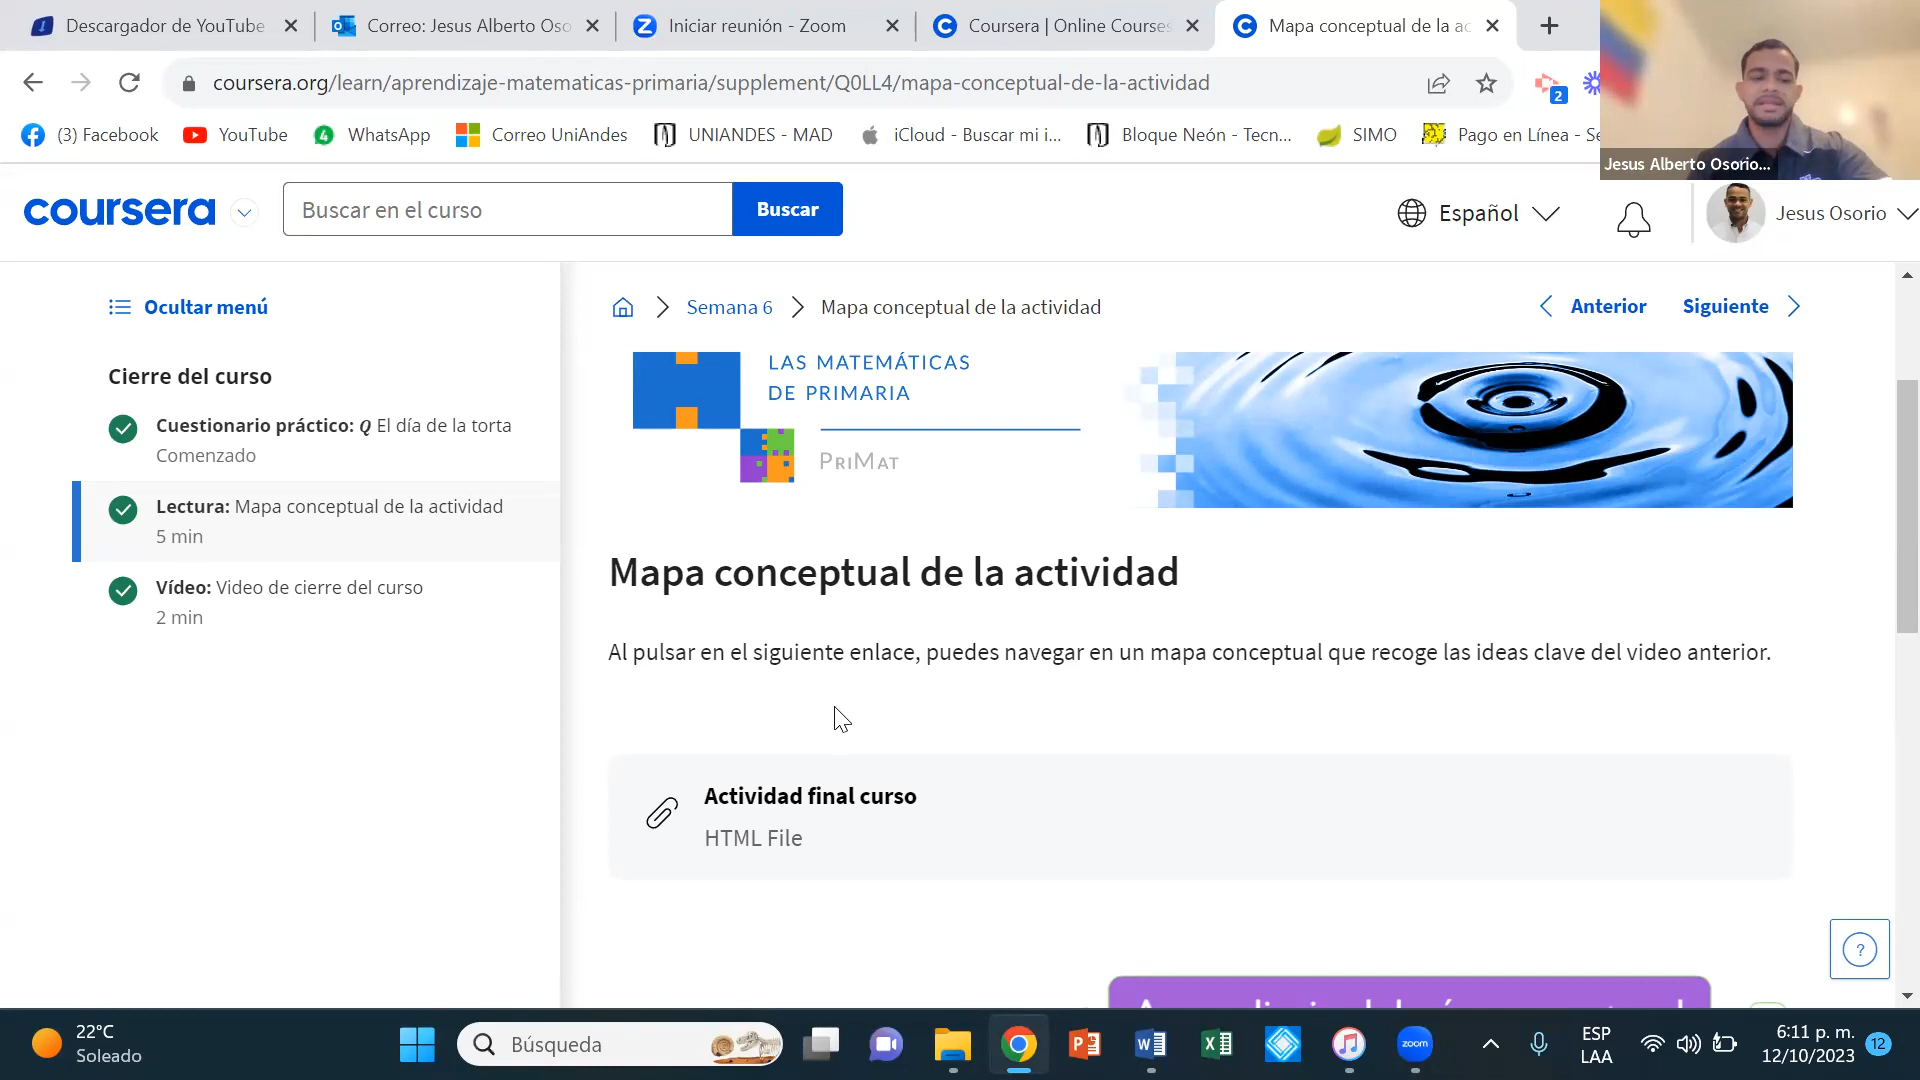 Descargador de YouTube
Correo: Jesus Alberto Oso
Iniciar reunión - Zoom
Coursera | Online Courses
Mapa conceptual de la ac
coursera.org/learn/aprendizaje-matematicas-primaria/supplement/Q0LL4/mapa-conceptual-de-la-actividad
2
(3) Facebook
YouTube
4
WhatsApp
Correo UniAndes
UNIANDES - MAD
iCloud - Buscar mi i...
Bloque Neón - Tecn...
SIMO
Pago en Línea - Se
Jesus Alberto Osorio...
coursera
Buscar en el curso
Buscar
Español
Jesus Osorio
Ocultar menú
Semana 6
Mapa conceptual de la actividad
Anterior
Siguiente
Cierre del curso
Cuestionario práctico: Q El día de la torta
Comenzado
Lectura: Mapa conceptual de la actividad
5 min
Vídeo: Video de cierre del curso
2 min
LAS MATEMÁTICAS
DE PRIMARIA
PRIMAT
Mapa conceptual de la actividad
Al pulsar en el siguiente enlace, puedes navegar en un mapa conceptual que recoge las ideas clave del video anterior.
Actividad final curso
HTML File
?
22°C
Soleado
Búsqueda
zoom
ESP
LAA
6:11 p. m.
12/10/2023
12